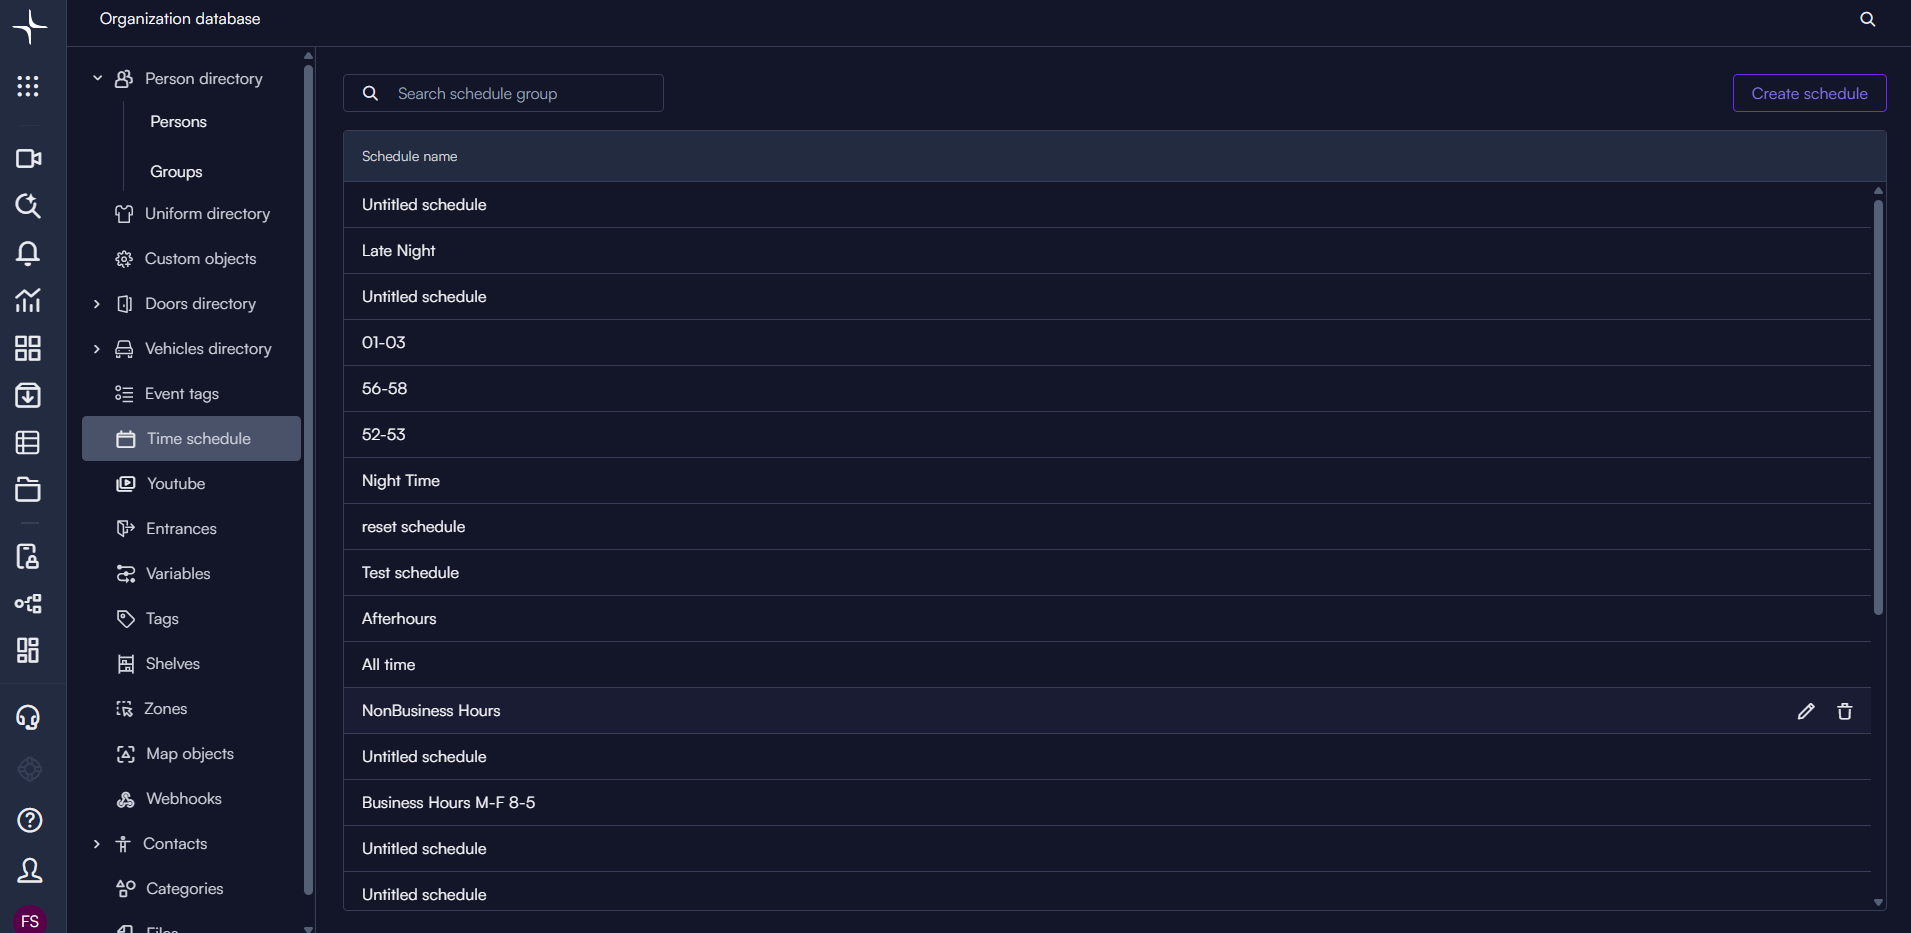 Organization database
Person directory
Persons
Groups
Uniform directory
Custom objects
Doors directory
Vehicles directory
Event tags
Time schedule
Youtube
Entrances
Variables
Tags
Shelves
Zones
Map objects
Webhooks
Contacts
Categories
Files
FS
Search schedule group
Create schedule
Schedule name
Untitled schedule
Late Night
Untitled schedule
01-03
56-58
52-53
Night Time
reset schedule
Test schedule
Afterhours
All time
NonBusiness Hours
Untitled schedule
Business Hours M-F 8-5
Untitled schedule
Untitled schedule